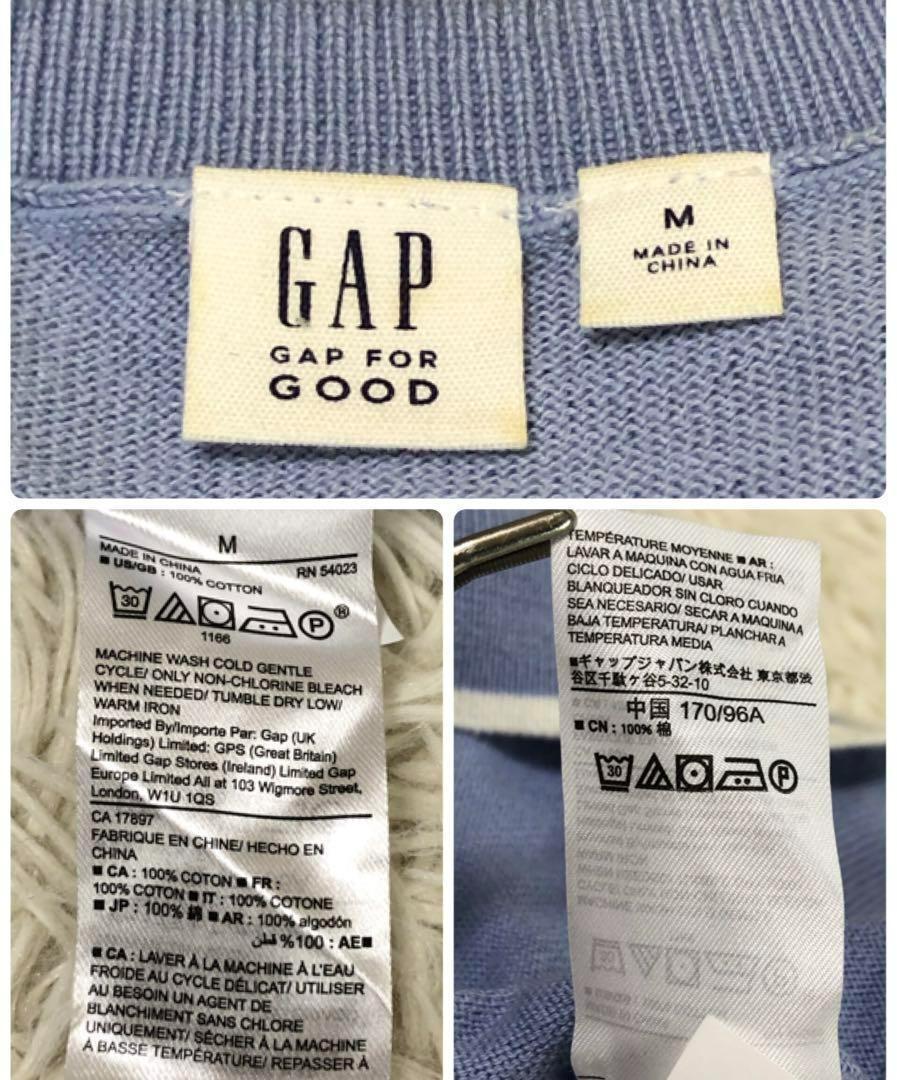 GAP
GAP FOR
GOOD
M
MADE IN
CHINA
M
MADE IN CHINA RN 54023
■ US/GB : 100% COTTON
30
P®
1166
MACHINE WASH COLD GENTLE
CYCLE/ ONLY NON-CHLORINE BLEACH
WHEN NEEDED/ TUMBLE DRY LOW/
WARM IRON
Imported By/Importe Par: Gap (UK
Holdings) Limited: GPS (Great Britain)
Limited Gap Stores (Ireland) Limited Gap
Europe Limited All at 103 Wigmore Street,
London, W1U 1QS
CA 17897
FABRIQUE EN CHINE/ HECHO EN
CHINA
■ CA : 100% COTON ■ FR :
100% COTON ■ IT : 100% COTONE
■ JP : 100% 綿 ■ AR : 100% algodón
■AE : 100% قطن
■ CA : LAVER À LA MACHINE À L'EAU
FROIDE AU CYCLE DÉLICAT/ UTILISER
AU BESOIN UN AGENT DE
BLANCHIMENT SANS CHLORE
UNIQUEMENT/ SÉCHER À LA MACHINE
À BASSE TEMPÉRATURE/ REPASSER À
TEMPÉRATURE MOYENNE ■ AR :
LAVAR A MAQUINA CON AGUA FRIA
CICLO DELICADO/ USAR
BLANQUEADOR SIN CLORO CUANDO
SEA NECESARIO/ SECAR A MAQUINA A
BAJA TEMPERATURA/ PLANCHAR A
TEMPERATURA MEDIA
■ギャップジャパン株式会社 東京都渋
谷区千駄ヶ谷5-32-10
中国 170/96A
■ CN : 100% 棉
30
P